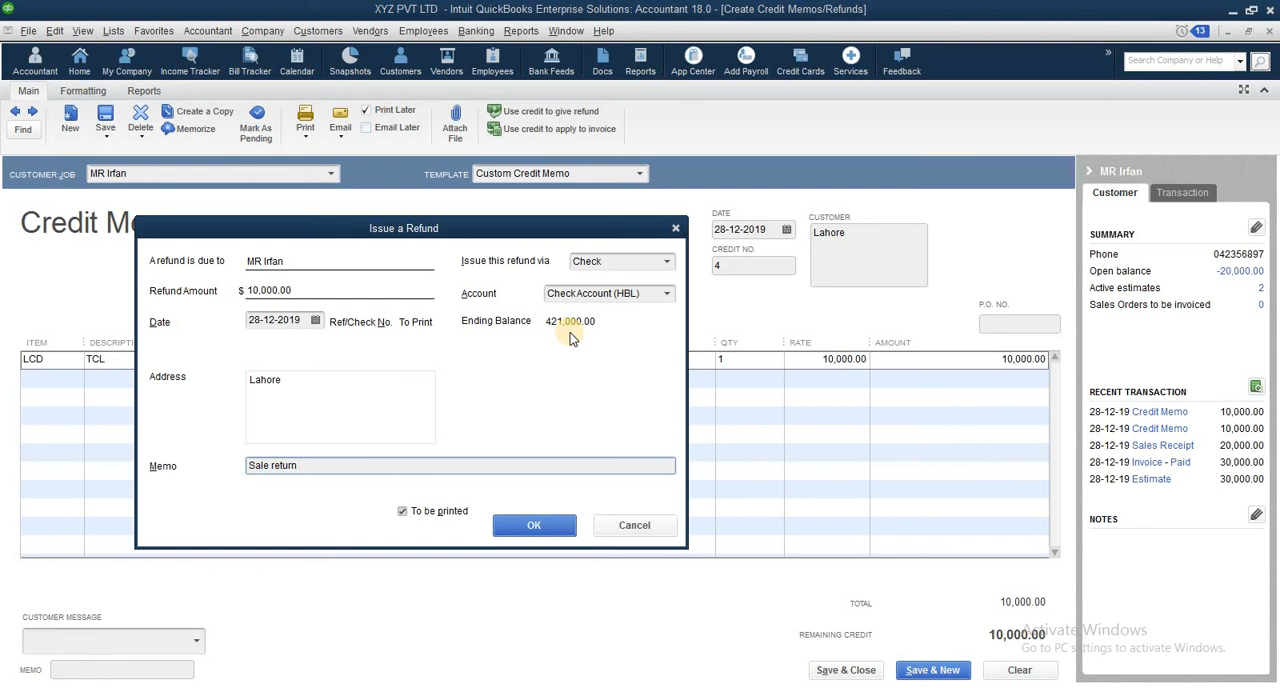 XYZ PVT LTD - Intuit QuickBooks Enterprise Solutions: Accountant 18.0 - [Create Credit Memos/Refunds]
File Edit View Lists Favorites Accountant Company Customers Vendors Employees Banking Reports Window Help 13
Accountant Home My Company Income Tracker Bill Tracker Calendar Snapshots Customers Vendors Employees Bank Feeds Docs Reports App Center Add Payroll Credit Cards Services Feedback » Search Company or Help
Main Formatting Reports
Find New Save Delete Create a Copy Memorize Mark As Pending Print Email Print Later Email Later Attach File Use credit to give refund Use credit to apply to invoice
CUSTOMER:JOB MR Irfan TEMPLATE Custom Credit Memo
Credit Me
DATE
28-12-2019
CREDIT NO.
4
CUSTOMER
Lahore
P.O. NO.
Issue a Refund
A refund is due to MR Irfan Issue this refund via Check
Refund Amount $ 10,000.00 Account Check Account (HBL)
Date 28-12-2019 Ref/Check No. To Print Ending Balance 421,000.00
Address Lahore
Memo Sale return
To be printed
OK Cancel
ITEM DESCRIPTI QTY RATE AMOUNT
LCD TCL 1 10,000.00 10,000.00
TOTAL 10,000.00
CUSTOMER MESSAGE
REMAINING CREDIT 10,000.00
MEMO
Save & Close Save & New Clear
MR Irfan
Customer Transaction
SUMMARY
Phone 042356897
Open balance -20,000.00
Active estimates 2
Sales Orders to be invoiced 0
RECENT TRANSACTION
28-12-19 Credit Memo 10,000.00
28-12-19 Credit Memo 10,000.00
28-12-19 Sales Receipt 20,000.00
28-12-19 Invoice - Paid 30,000.00
28-12-19 Estimate 30,000.00
NOTES
Activate Windows
Go to PC settings to activate Windows.